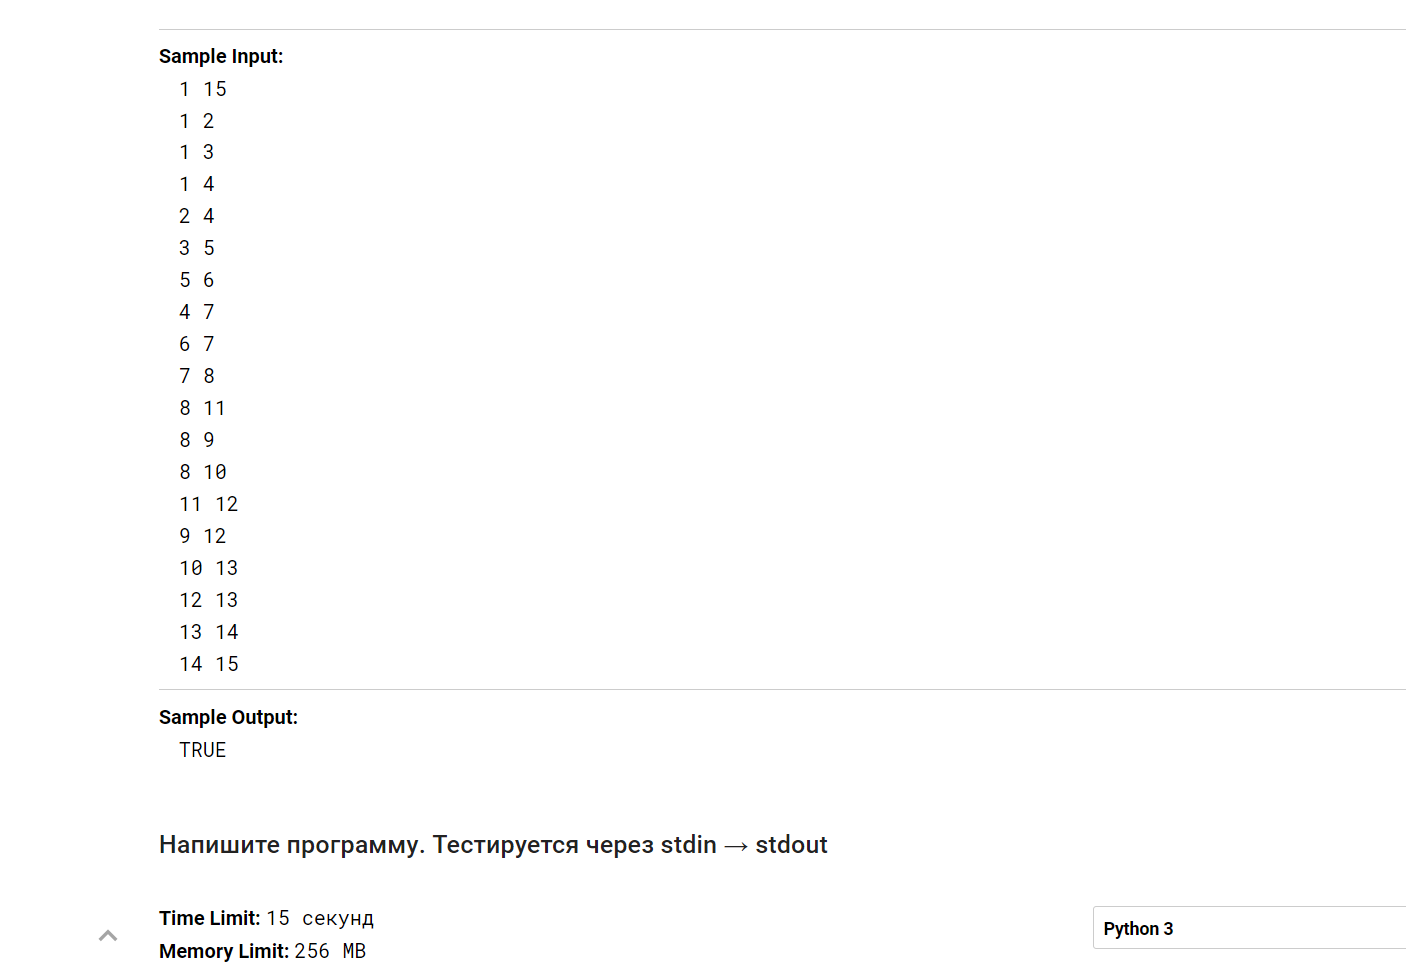 Sample Input:
1 15
1 2
1 3
1 4
2 4
3 5
5 6
4 7
6 7
7 8
8 11
8 9
8 10
11 12
9 12
10 13
12 13
13 14
14 15
Sample Output:
TRUE
Напишите программу. Тестируется через stdin → stdout
Time Limit: 15 секунд
Memory Limit: 256 MB
Python 3